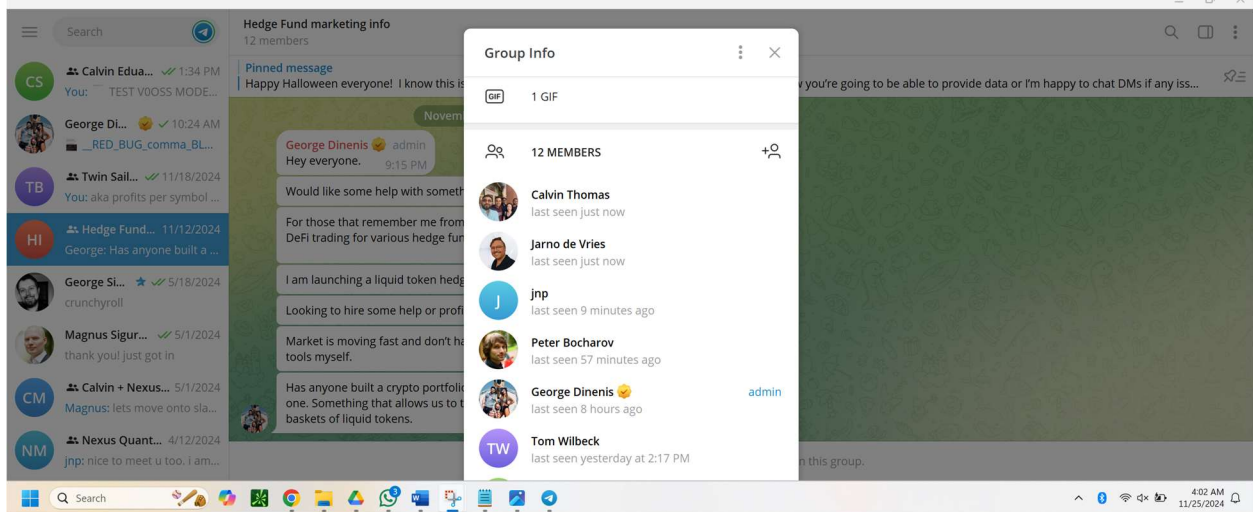 Search
CS
Calvin Edua... 1:34 PM
You: TEST V0OSS MODE...
George Di... 10:24 AM
__RED_BUG_comma_BL...
TB
Twin Sail... 11/18/2024
You: aka profits per symbol ...
HI
Hedge Fund... 11/12/2024
George: Has anyone built a ...
George Si... 5/18/2024
crunchyroll
Magnus Sigur... 5/1/2024
thank you! just got in
CM
Calvin + Nexus... 5/1/2024
Magnus: lets move onto sla...
NM
Nexus Quant... 4/12/2024
jnp: nice to meet u too. i am...
Hedge Fund marketing info
12 members
Pinned message
Happy Halloween everyone! I know this is
you're going to be able to provide data or I'm happy to chat DMs if any iss...
Novem
George Dinenis admin
Hey everyone. 9:15 PM
Would like some help with someth
For those that remember me from
DeFi trading for various hedge fun
I am launching a liquid token hedg
Looking to hire some help or profi
Market is moving fast and don't ha
tools myself.
Has anyone built a crypto portfolio
one. Something that allows us to t
baskets of liquid tokens.
n this group.
Group Info
GIF
1 GIF
12 MEMBERS
Calvin Thomas
last seen just now
Jarno de Vries
last seen just now
J
jnp
last seen 9 minutes ago
Peter Bocharov
last seen 57 minutes ago
George Dinenis admin
last seen 8 hours ago
TW
Tom Wilbeck
last seen yesterday at 2:17 PM
Search
3
4:02 AM
11/25/2024